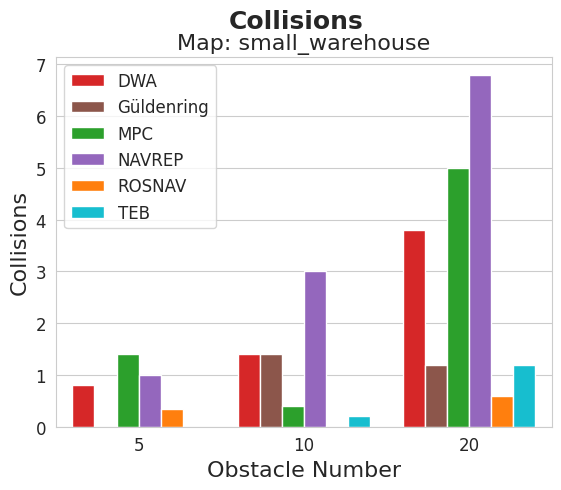 Collisions
Map: small_warehouse
7
6
5
4
3
2
1
0
Collisions
DWA
Güldenring
MPC
NAVREP
ROSNAV
TEB
5
10
20
Obstacle Number